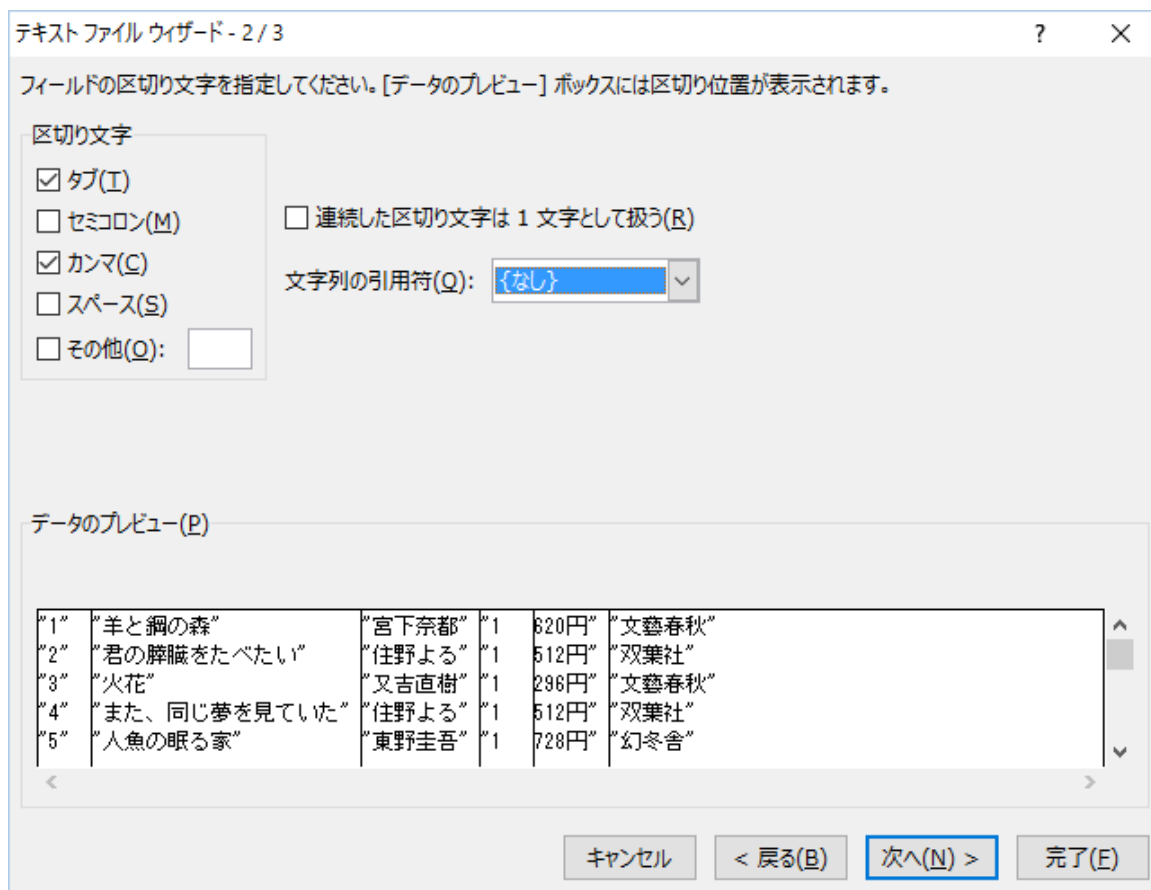 テキスト ファイル ウィザード - 2 / 3
フィールドの区切り文字を指定してください。[データのプレビュー] ボックスには区切り位置が表示されます。
区切り文字
タブ(T)
セミコロン(M)
カンマ(C)
スペース(S)
その他(O):
連続した区切り文字は 1 文字として扱う(R)
文字列の引用符(Q): {なし}
データのプレビュー(P)
"1" "羊と鋼の森" "宮下奈都" "1 620円" "文藝春秋"
"2" "君の膵臓をたべたい" "住野よる" "1 512円" "双葉社"
"3" "火花" "又吉直樹" "1 296円" "文藝春秋"
"4" "また、同じ夢を見ていた" "住野よる" "1 512円" "双葉社"
"5" "人魚の眠る家" "東野圭吾" "1 728円" "幻冬舎"
キャンセル < 戻る(B) 次へ(N) > 完了(F)